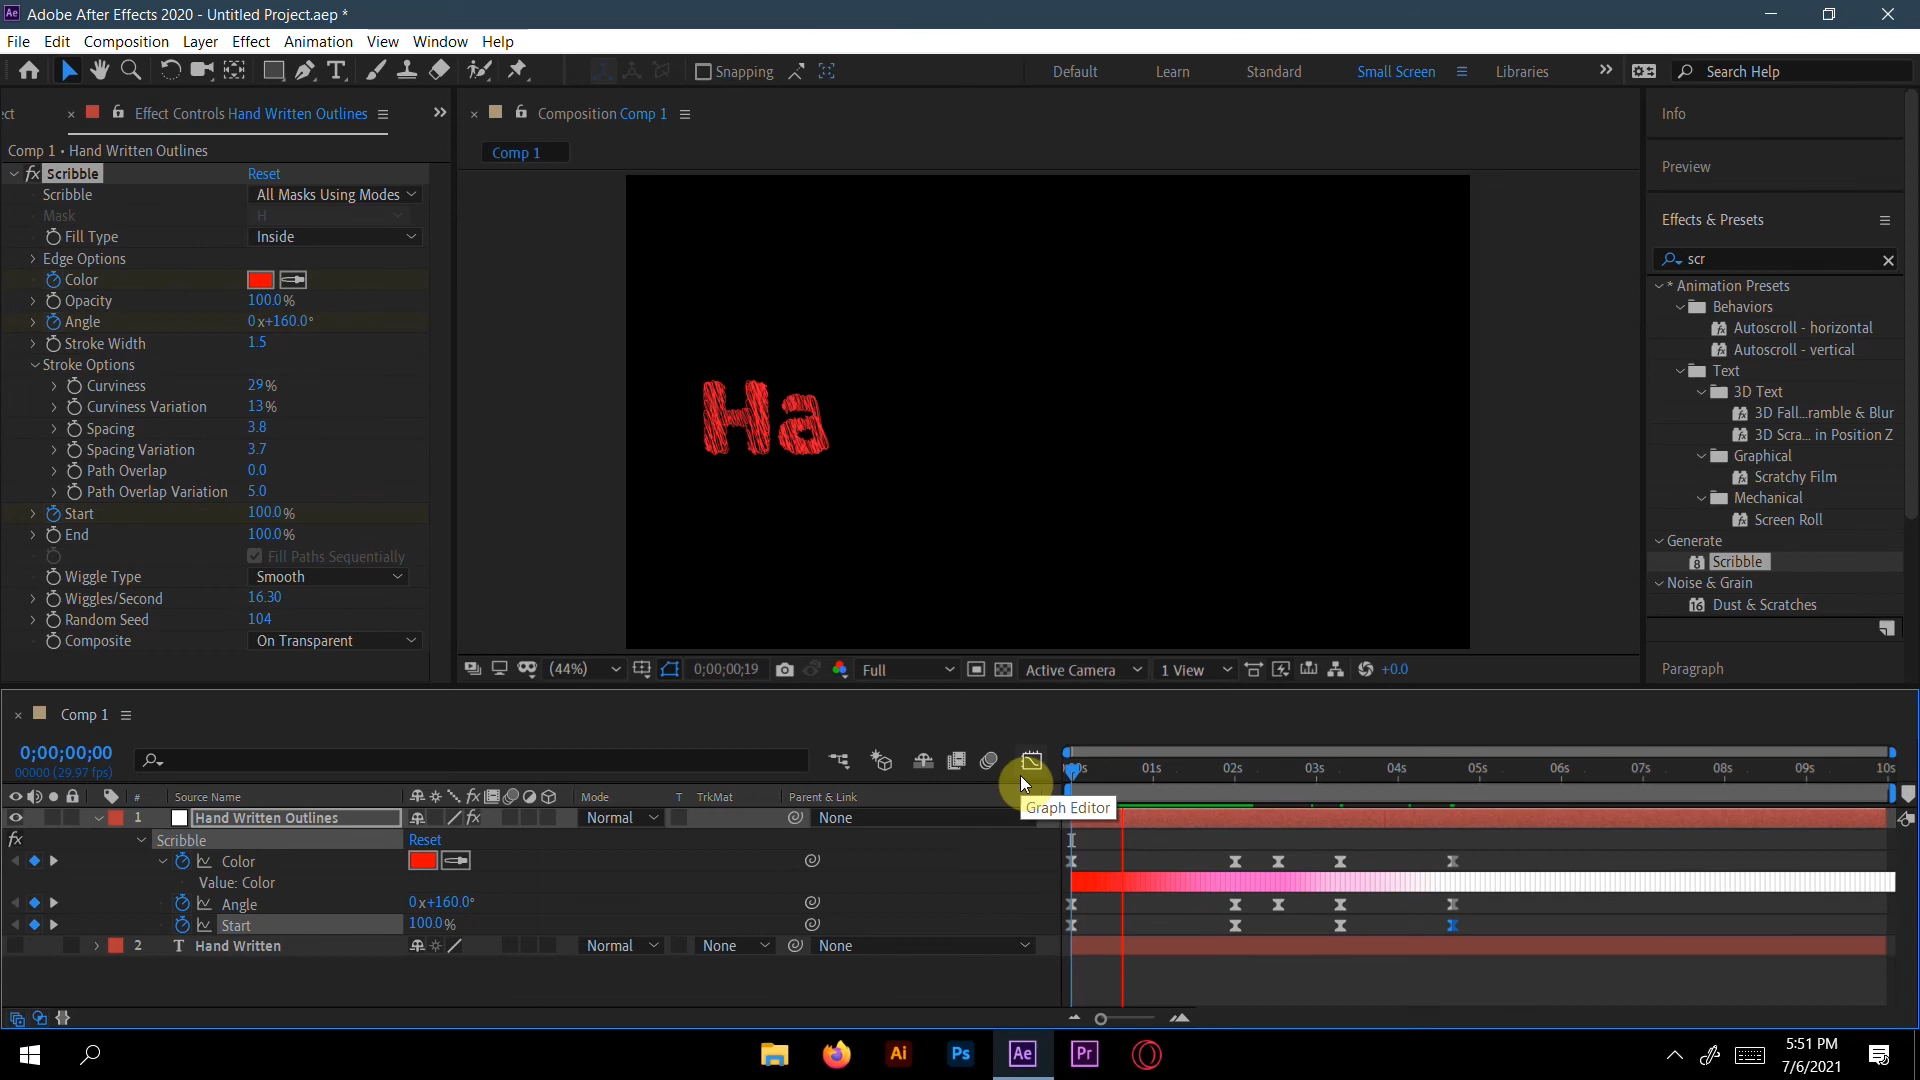 Adobe After Effects 2020 - Untitled Project.aep *
File Edit Composition Layer Effect Animation View Window Help
Snapping Default Learn Standard Small Screen Libraries Search Help
ect Effect Controls Hand Written Outlines
Comp 1 • Hand Written Outlines
fx Scribble Reset
Scribble All Masks Using Modes
Mask H
Fill Type Inside
Edge Options
Color
Opacity 100.0%
Angle 0x+160.0°
Stroke Width 1.5
Stroke Options
Curviness 29%
Curviness Variation 13%
Spacing 3.8
Spacing Variation 3.7
Path Overlap 0.0
Path Overlap Variation 5.0
Start 100.0%
End 100.0%
Fill Paths Sequentially
Wiggle Type Smooth
Wiggles/Second 16.30
Random Seed 104
Composite On Transparent
Composition Comp 1
Comp 1
Ha
(44%) 0;00;00;19 Full Active Camera 1 View +0.0
Info
Preview
Effects & Presets
scr
* Animation Presets
Behaviors
Autoscroll - horizontal
Autoscroll - vertical
Text
3D Text
3D Fall...ramble & Blur
3D Scra... in Position Z
Graphical
Scratchy Film
Mechanical
Screen Roll
Generate
8 Scribble
Noise & Grain
16 Dust & Scratches
Paragraph
Comp 1
0;00;00;00
00000 (29.97 fps)
01s 02s 03s 04s 05s 06s 07s 08s 09s 10s
# Source Name fx Mode T TrkMat Parent & Link
Graph Editor
1 Hand Written Outlines fx Normal None
fx Scribble Reset
Color
Value: Color
Angle 0x+160.0°
Start 100.0%
2 T Hand Written Normal None None
Ai Ps Ae Pr
5:51 PM
7/6/2021